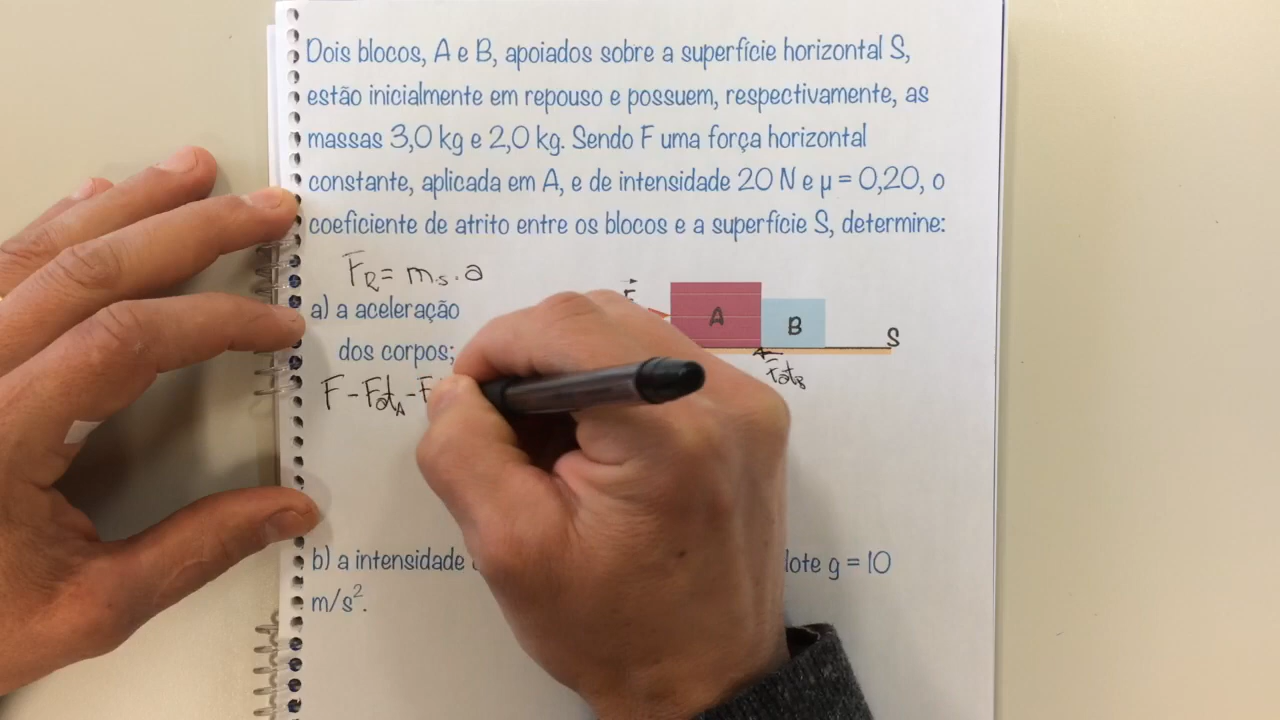 Dois blocos, A e B, apoiados sobre a superfície horizontal S,
estão inicialmente em repouso e possuem, respectivamente, as
massas 3,0 kg e 2,0 kg. Sendo F uma força horizontal
constante, aplicada em A, e de intensidade 20 N e μ = 0,20, o
coeficiente de atrito entre os blocos e a superfície S, determine:
FR = ms . a
a) a aceleração
dos corpos;
F
A
B
S
FatB
F - FatA - F
b) a intensidade
g = 10
m/s².